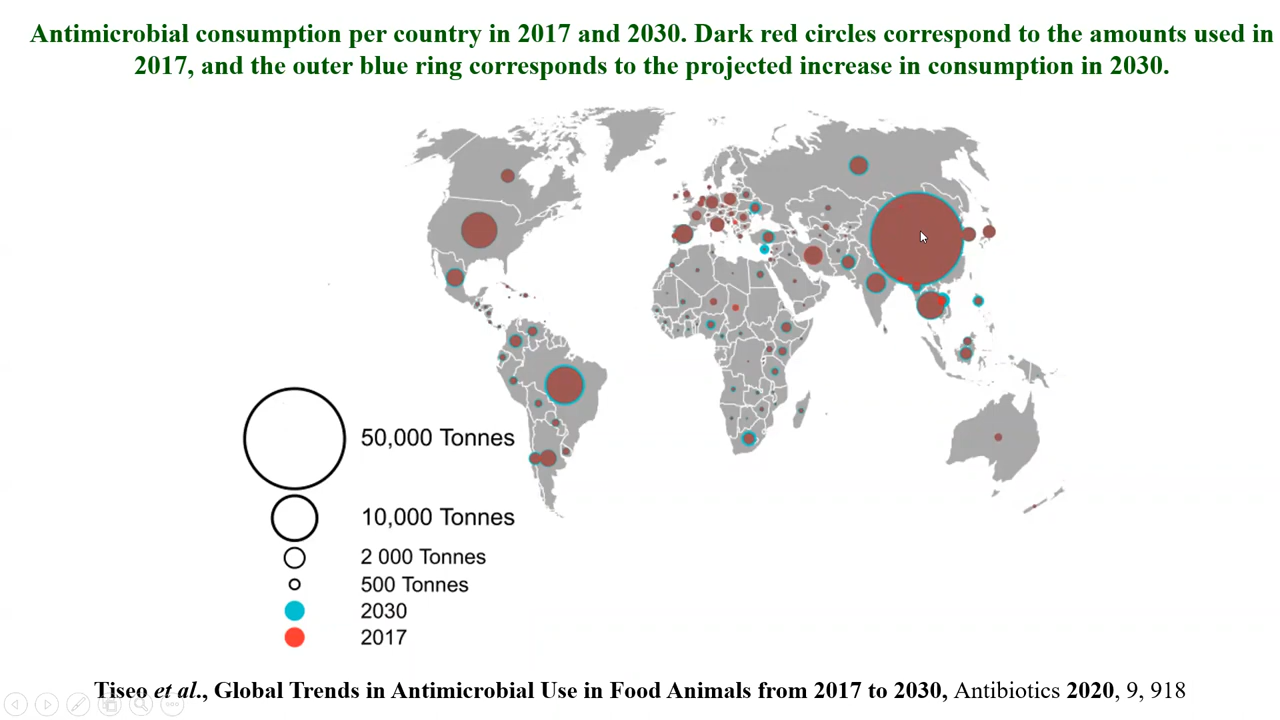 Antimicrobial consumption per country in 2017 and 2030. Dark red circles correspond to the amounts used in
2017, and the outer blue ring corresponds to the projected increase in consumption in 2030.
50,000 Tonnes
10,000 Tonnes
2 000 Tonnes
500 Tonnes
2030
2017
Tiseo et al., Global Trends in Antimicrobial Use in Food Animals from 2017 to 2030, Antibiotics 2020, 9, 918